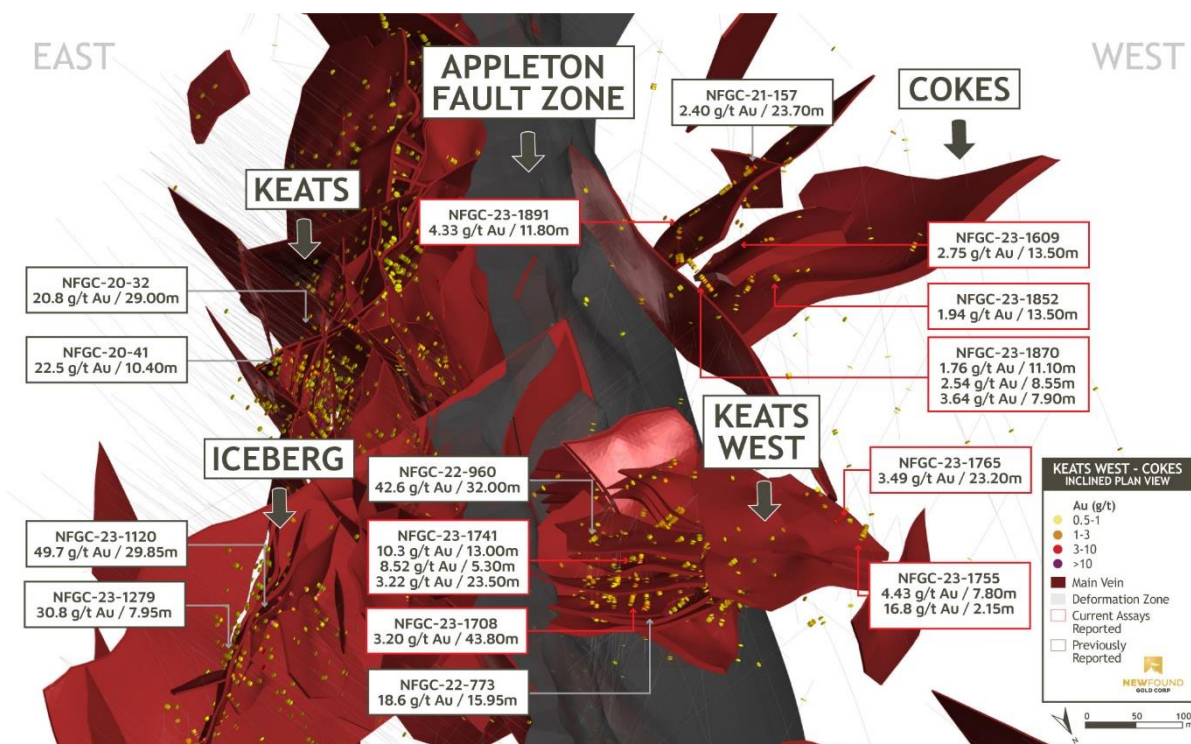 EAST
WEST
APPLETON
FAULT ZONE
NFGC-21-157
2.40 g/t Au / 23.70m
COKES
KEATS
NFGC-23-1891
4.33 g/t Au / 11.80m
NFGC-23-1609
2.75 g/t Au / 13.50m
NFGC-20-32
20.8 g/t Au / 29.00m
NFGC-23-1852
1.94 g/t Au / 13.50m
NFGC-20-41
22.5 g/t Au / 10.40m
NFGC-23-1870
1.76 g/t Au / 11.10m
2.54 g/t Au / 8.55m
3.64 g/t Au / 7.90m
KEATS
WEST
ICEBERG
NFGC-22-960
42.6 g/t Au / 32.00m
NFGC-23-1765
3.49 g/t Au / 23.20m
NFGC-23-1120
49.7 g/t Au / 29.85m
NFGC-23-1741
10.3 g/t Au / 13.00m
8.52 g/t Au / 5.30m
3.22 g/t Au / 23.50m
NFGC-23-1755
4.43 g/t Au / 7.80m
16.8 g/t Au / 2.15m
NFGC-23-1279
30.8 g/t Au / 7.95m
NFGC-23-1708
3.20 g/t Au / 43.80m
NFGC-22-773
18.6 g/t Au / 15.95m
KEATS WEST - COKES
INCLINED PLAN VIEW
Au (g/t)
0.5-1
1-3
3-10
>10
Main Vein
Deformation Zone
Current Assays
Reported
Previously
Reported
NEWFOUND
GOLD CORP
N
0 50 100
m